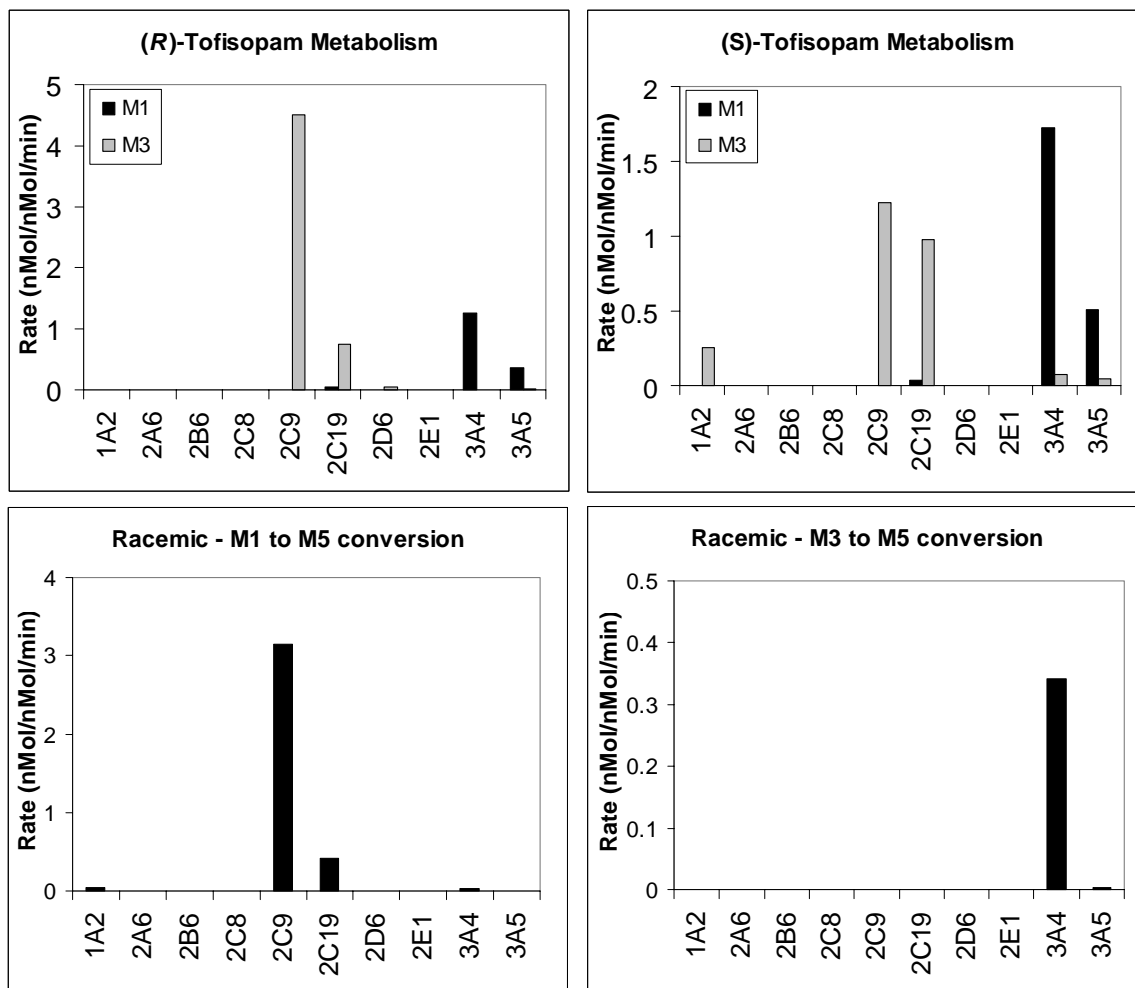 (R)-Tofisopam Metabolism
Rate (nMol/nMol/min)
5
4
3
2
1
0
M1
M3
1A2
2A6
2B6
2C8
2C9
2C19
2D6
2E1
3A4
3A5
(S)-Tofisopam Metabolism
Rate (nMol/nMol/min)
2
1.5
1
0.5
0
M1
M3
1A2
2A6
2B6
2C8
2C9
2C19
2D6
2E1
3A4
3A5
Racemic - M1 to M5 conversion
Rate (nMol/nMol/min)
4
3
2
1
0
1A2
2A6
2B6
2C8
2C9
2C19
2D6
2E1
3A4
3A5
Racemic - M3 to M5 conversion
Rate (nMol/nMol/min)
0.5
0.4
0.3
0.2
0.1
0
1A2
2A6
2B6
2C8
2C9
2C19
2D6
2E1
3A4
3A5